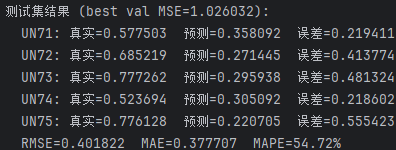 测试集结果 (best val MSE=1.026032):
UN71: 真实=0.577503 预测=0.358092 误差=0.219411
UN72: 真实=0.685219 预测=0.271445 误差=0.413774
UN73: 真实=0.777262 预测=0.295938 误差=0.481324
UN74: 真实=0.523694 预测=0.305092 误差=0.218602
UN75: 真实=0.776128 预测=0.220705 误差=0.555423
RMSE=0.401822 MAE=0.377707 MAPE=54.72%